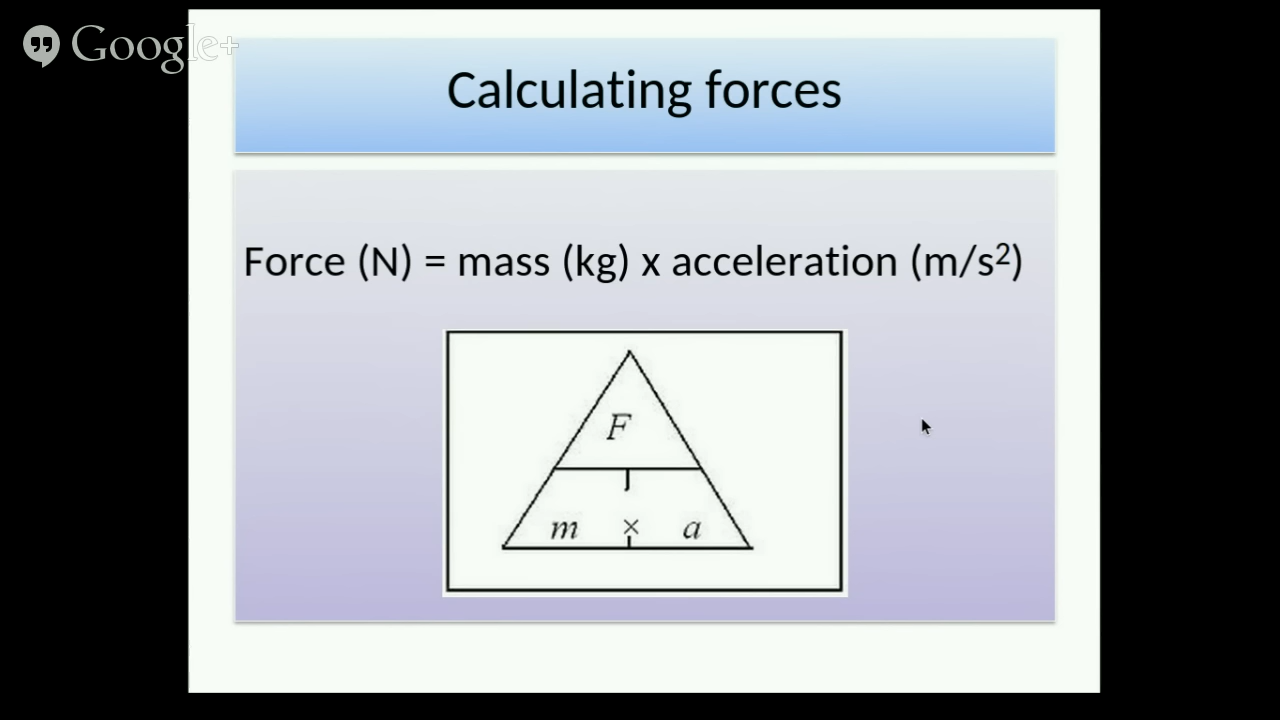 Google+
Calculating forces
Force (N) = mass (kg) x acceleration (m/s²)
F
m × a